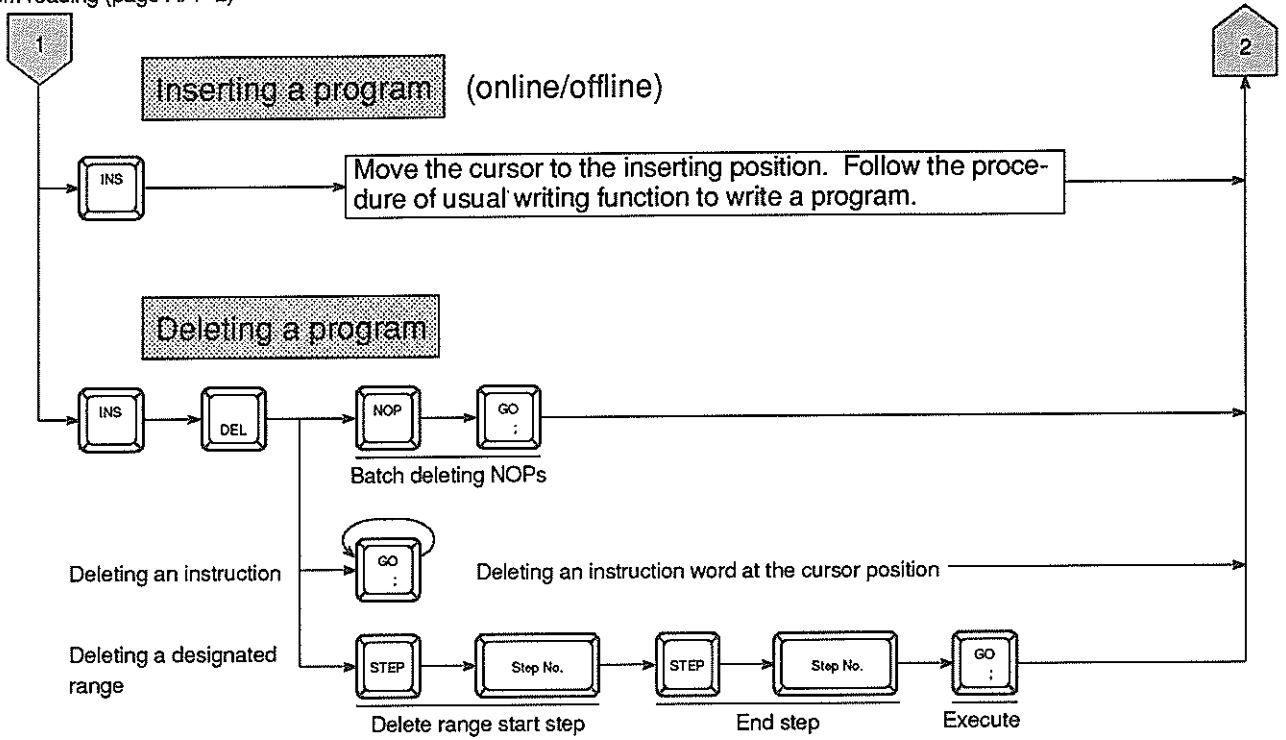 reading (page
1
2
Inserting a program (online/offline)
INS
Move the cursor to the inserting position. Follow the proce-
dure of usual writing function to write a program.
Deleting a program
INS
DEL
NOP
GO
;
Batch deleting NOPs
Deleting an instruction
GO
;
Deleting an instruction word at the cursor position
Deleting a designated
range
STEP
Step No.
STEP
Step No.
GO
;
Delete range start step
End step
Execute